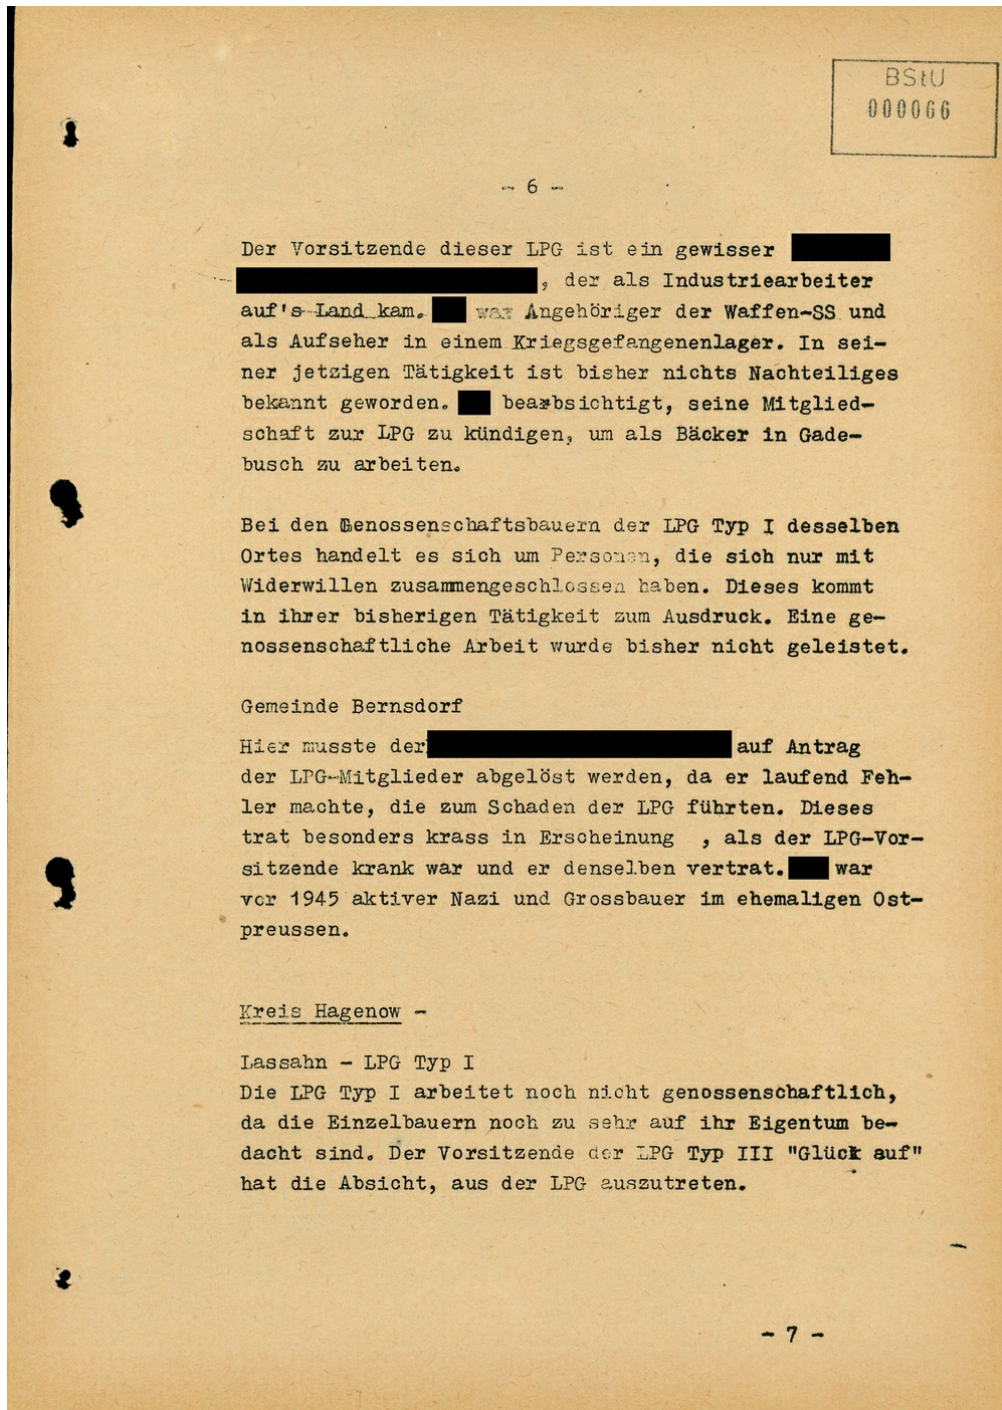 BStU
000066
- 6 -
Der Vorsitzende dieser LPG ist ein gewisser
, der als Industriearbeiter
auf's Land kam. war Angehöriger der Waffen-SS und
als Aufseher in einem Kriegsgefangenenlager. In sei-
ner jetzigen Tätigkeit ist bisher nichts Nachteiliges
bekannt geworden. beabsichtigt, seine Mitglied-
schaft zur LPG zu kündigen, um als Bäcker in Gade-
busch zu arbeiten.
Bei den Genossenschaftsbauern der LPG Typ I desselben
Ortes handelt es sich um Personen, die sich nur mit
Widerwillen zusammengeschlossen haben. Dieses kommt
in ihrer bisherigen Tätigkeit zum Ausdruck. Eine ge-
nossenschaftliche Arbeit wurde bisher nicht geleistet.
Gemeinde Bernsdorf
Hier musste der auf Antrag
der LPG-Mitglieder abgelöst werden, da er laufend Feh-
ler machte, die zum Schaden der LPG führten. Dieses
trat besonders krass in Erscheinung , als der LPG-Vor-
sitzende krank war und er denselben vertrat. war
vor 1945 aktiver Nazi und Grossbauer im ehemaligen Ost-
preussen.
Kreis Hagenow -
Lassahn - LPG Typ I
Die LPG Typ I arbeitet noch nicht genossenschaftlich,
da die Einzelbauern noch zu sehr auf ihr Eigentum be-
dacht sind. Der Vorsitzende der LPG Typ III "Glück auf"
hat die Absicht, aus der LPG auszutreten.
- 7 -